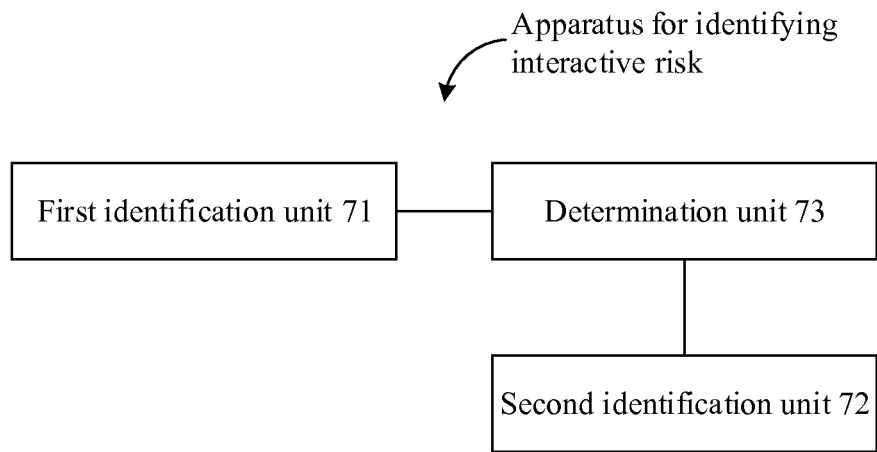 Apparatus for identifying
interactive risk
First identification unit 71
Determination unit 73
Second identification unit 72